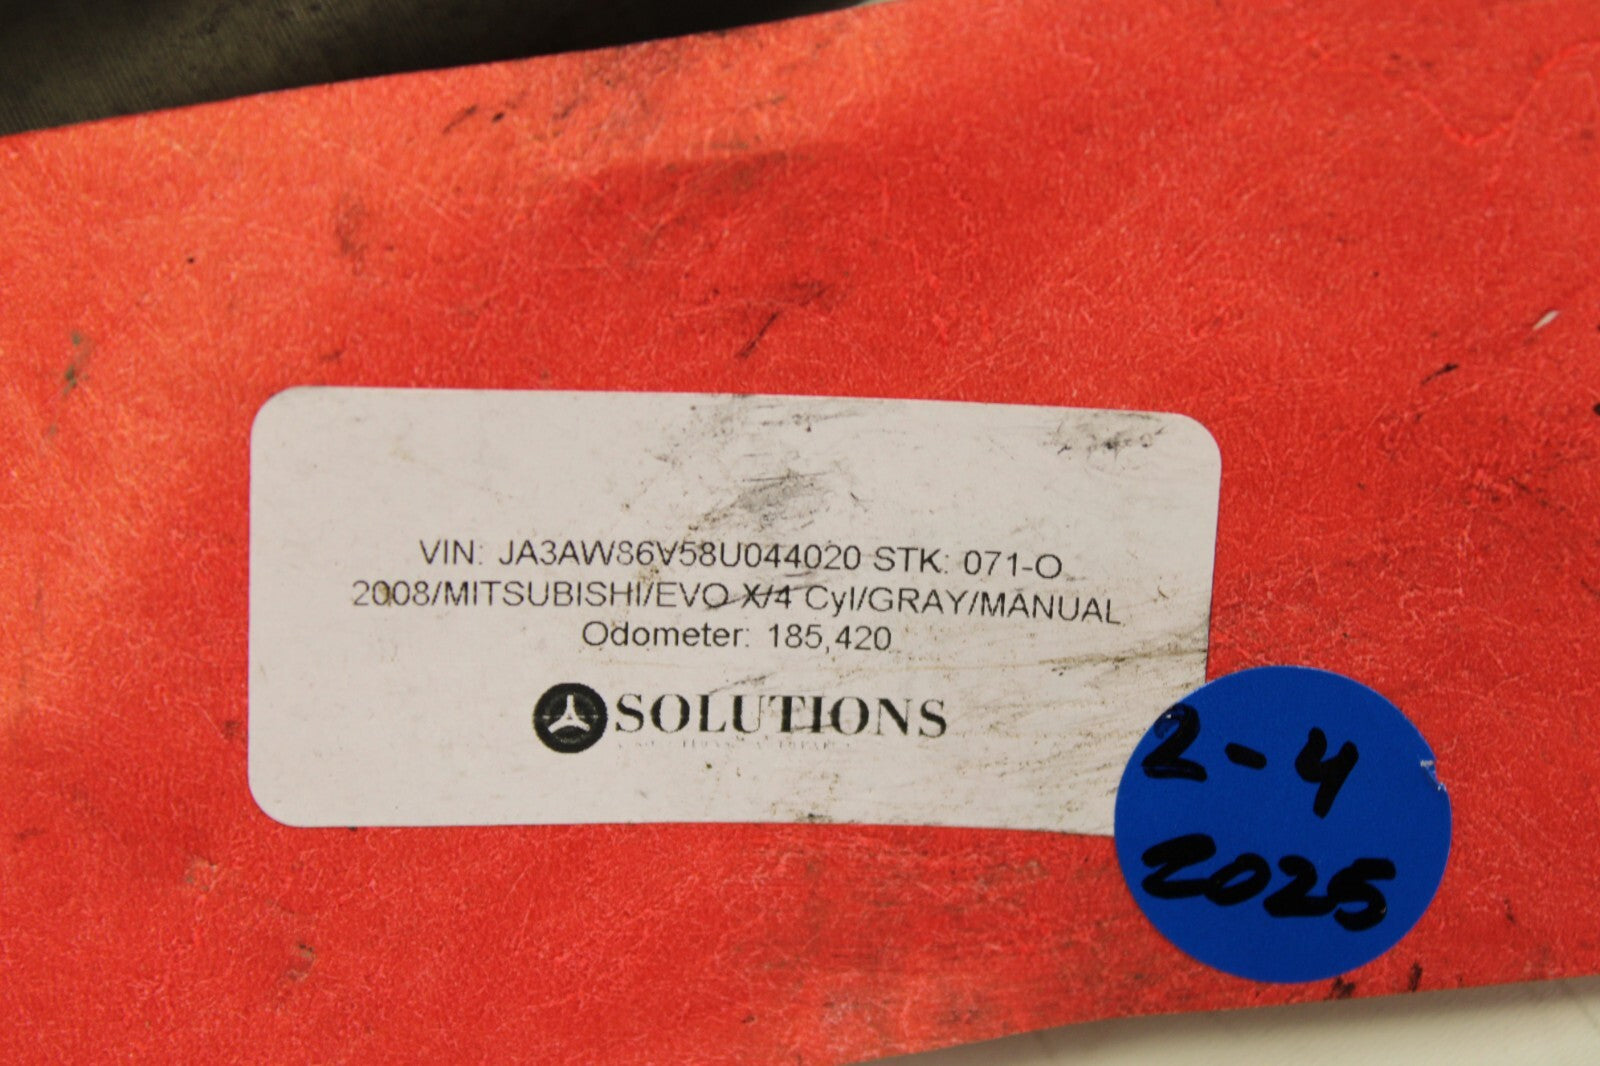 VIN: JA3AW86V58U044020 STK: 071-O
2008/MITSUBISHI/EVO X/4 Cyl/GRAY/MANUAL
Odometer: 185,420
SOLUTIONS
2-4
2025